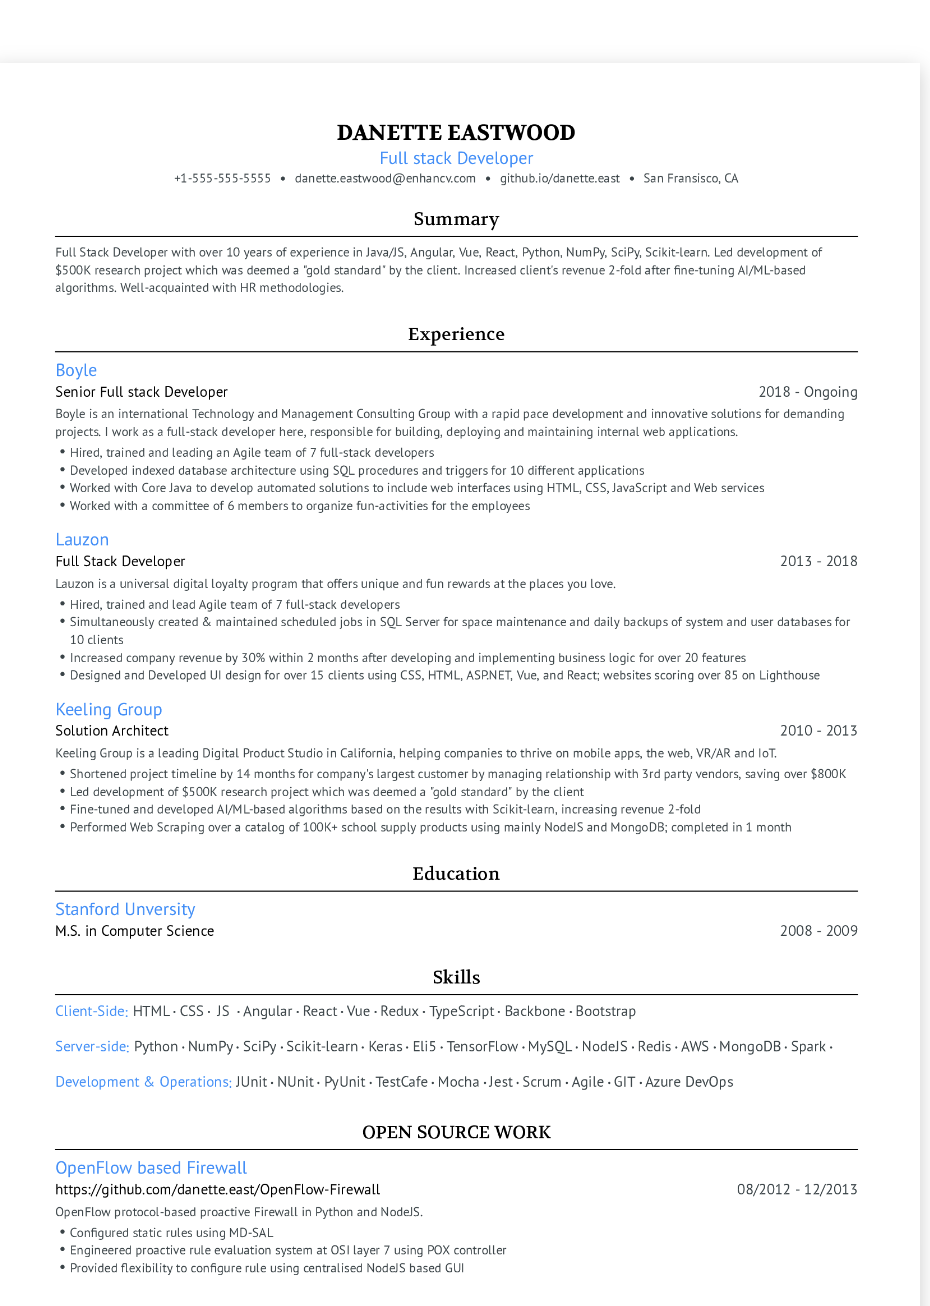 DANETTE EASTWOOD
Full stack Developer
+1-555-555-5555 • danette.eastwood@enhancv.com • github.io/danette.east • San Fransisco, CA
Summary
Full Stack Developer with over 10 years of experience in Java/JS, Angular, Vue, React, Python, NumPy, SciPy, Scikit-learn. Led development of
$500K research project which was deemed a "gold standard" by the client. Increased client's revenue 2-fold after fine-tuning AI/ML-based
algorithms. Well-acquainted with HR methodologies.
Experience
Boyle
Senior Full stack Developer 2018 - Ongoing
Boyle is an international Technology and Management Consulting Group with a rapid pace development and innovative solutions for demanding
projects. I work as a full-stack developer here, responsible for building, deploying and maintaining internal web applications.
• Hired, trained and leading an Agile team of 7 full-stack developers
• Developed indexed database architecture using SQL procedures and triggers for 10 different applications
• Worked with Core Java to develop automated solutions to include web interfaces using HTML, CSS, JavaScript and Web services
• Worked with a committee of 6 members to organize fun-activities for the employees
Lauzon
Full Stack Developer 2013 - 2018
Lauzon is a universal digital loyalty program that offers unique and fun rewards at the places you love.
• Hired, trained and lead Agile team of 7 full-stack developers
• Simultaneously created & maintained scheduled jobs in SQL Server for space maintenance and daily backups of system and user databases for
10 clients
• Increased company revenue by 30% within 2 months after developing and implementing business logic for over 20 features
• Designed and Developed UI design for over 15 clients using CSS, HTML, ASP.NET, Vue, and React; websites scoring over 85 on Lighthouse
Keeling Group
Solution Architect 2010 - 2013
Keeling Group is a leading Digital Product Studio in California, helping companies to thrive on mobile apps, the web, VR/AR and IoT.
• Shortened project timeline by 14 months for company's largest customer by managing relationship with 3rd party vendors, saving over $800K
• Led development of $500K research project which was deemed a "gold standard" by the client
• Fine-tuned and developed AI/ML-based algorithms based on the results with Scikit-learn, increasing revenue 2-fold
• Performed Web Scraping over a catalog of 100K+ school supply products using mainly NodeJS and MongoDB; completed in 1 month
Education
Stanford Unversity
M.S. in Computer Science 2008 - 2009
Skills
Client-Side: HTML · CSS · JS · Angular · React · Vue · Redux · TypeScript · Backbone · Bootstrap
Server-side: Python · NumPy · SciPy · Scikit-learn · Keras · Eli5 · TensorFlow · MySQL · NodeJS · Redis · AWS · MongoDB · Spark ·
Development & Operations: JUnit · NUnit · PyUnit · TestCafe · Mocha · Jest · Scrum · Agile · GIT · Azure DevOps
OPEN SOURCE WORK
OpenFlow based Firewall
https://github.com/danette.east/OpenFlow-Firewall 08/2012 - 12/2013
OpenFlow protocol-based proactive Firewall in Python and NodeJS.
• Configured static rules using MD-SAL
• Engineered proactive rule evaluation system at OSI layer 7 using POX controller
• Provided flexibility to configure rule using centralised NodeJS based GUI